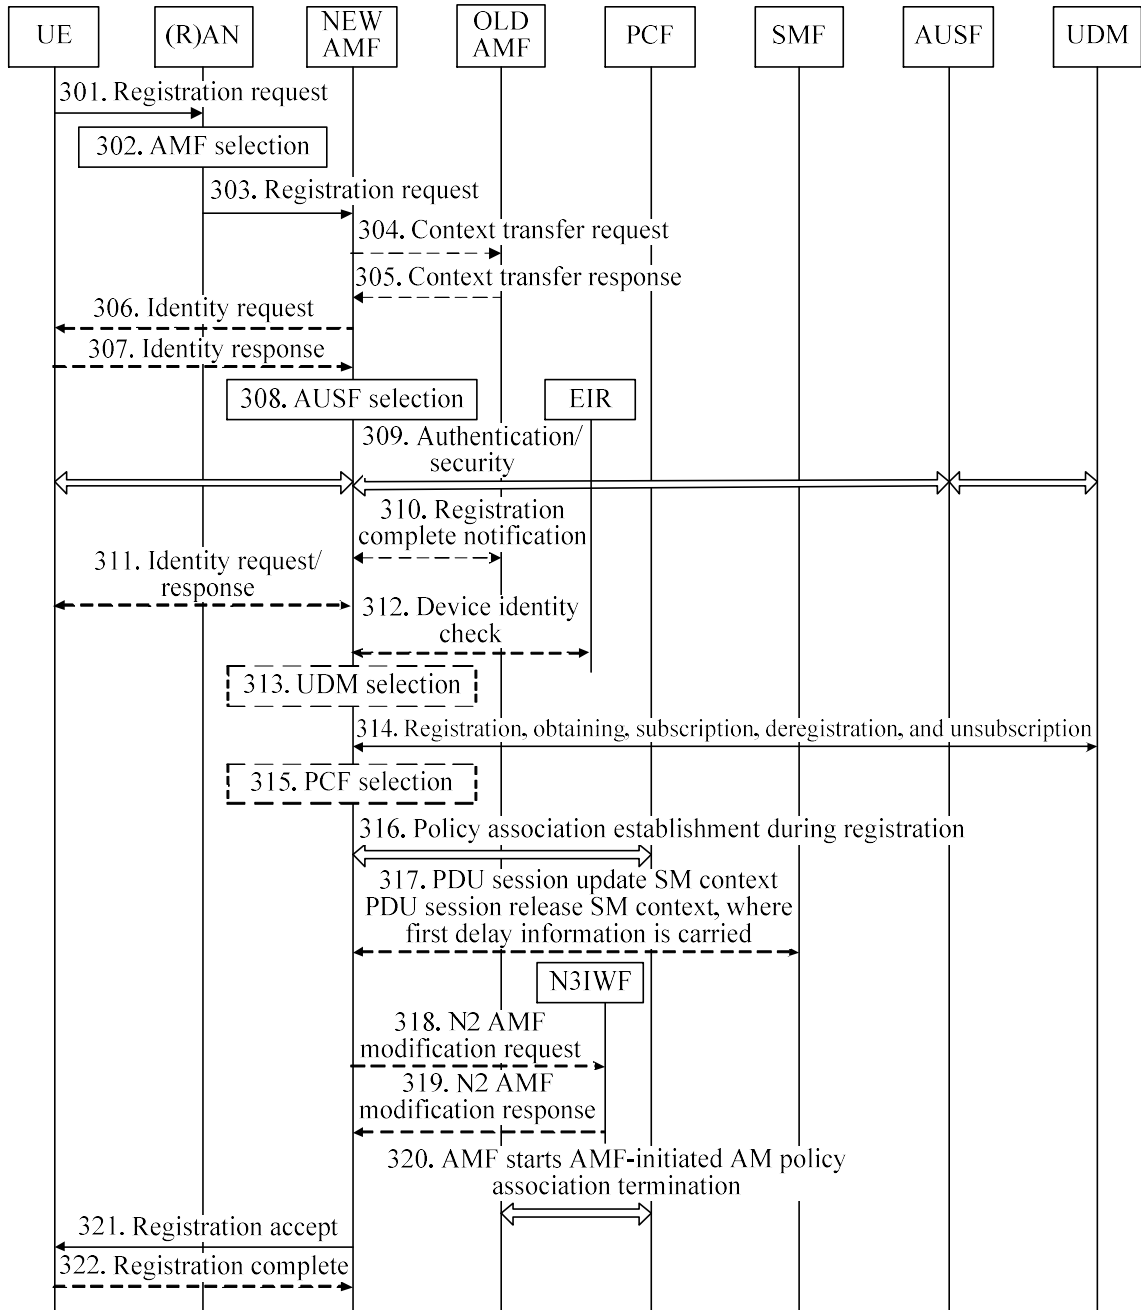 UE
(R)AN
NEW
AMF
OLD
AMF
PCF
SMF
AUSF
UDM
301. Registration request
302. AMF selection
303. Registration request
304. Context transfer request
305. Context transfer response
306. Identity request
307. Identity response
308. AUSF selection
EIR
309. Authentication/
security
310. Registration
complete notification
311. Identity request/
response
312. Device identity
check
313. UDM selection
314. Registration, obtaining, subscription, deregistration, and unsubscription
315. PCF selection
316. Policy association establishment during registration
317. PDU session update SM context
PDU session release SM context, where
first delay information is carried
N3IWF
318. N2 AMF
modification request
319. N2 AMF
modification response
320. AMF starts AMF-initiated AM policy
association termination
321. Registration accept
322. Registration complete